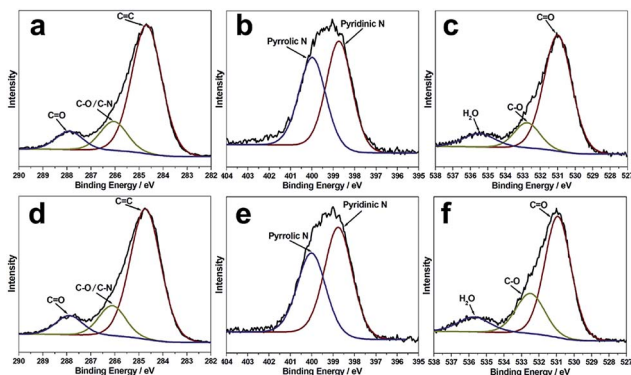 a
C=C
C-O/C-N
C=O
Intensity
290 289 288 287 286 285 284 283 282
Binding Energy / eV
b
Pyrrolic N
Pyridinic N
Intensity
404 403 402 401 400 399 398 397 396 395
Binding Energy / eV
c
C=O
C-O
H₂O
Intensity
538 537 536 535 534 533 532 531 530 529 528 527
Binding Energy / eV
d
C=C
C-O/C-N
C=O
Intensity
290 289 288 287 286 285 284 283 282
Binding Energy / eV
e
Pyrrolic N
Pyridinic N
Intensity
404 403 402 401 400 399 398 397 396 395
Binding Energy / eV
f
C=O
C-O
H₂O
Intensity
538 537 536 535 534 533 532 531 530 529 528 527
Binding Energy / eV